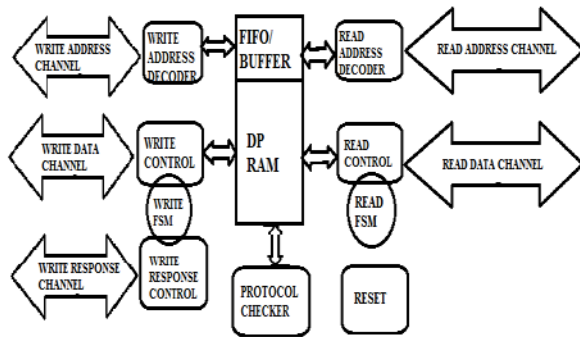 WRITE ADDRESS
CHANNEL
WRITE
ADDRESS
DECODER
FIFO/
BUFFER
READ
ADDRESS
DECODER
READ ADDRESS CHANNEL
WRITE DATA
CHANNEL
WRITE
CONTROL
DP
RAM
READ
CONTROL
READ DATA CHANNEL
WRITE
FSM
READ
FSM
WRITE RESPONSE
CHANNEL
WRITE
RESPONSE
CONTROL
PROTOCOL
CHECKER
RESET